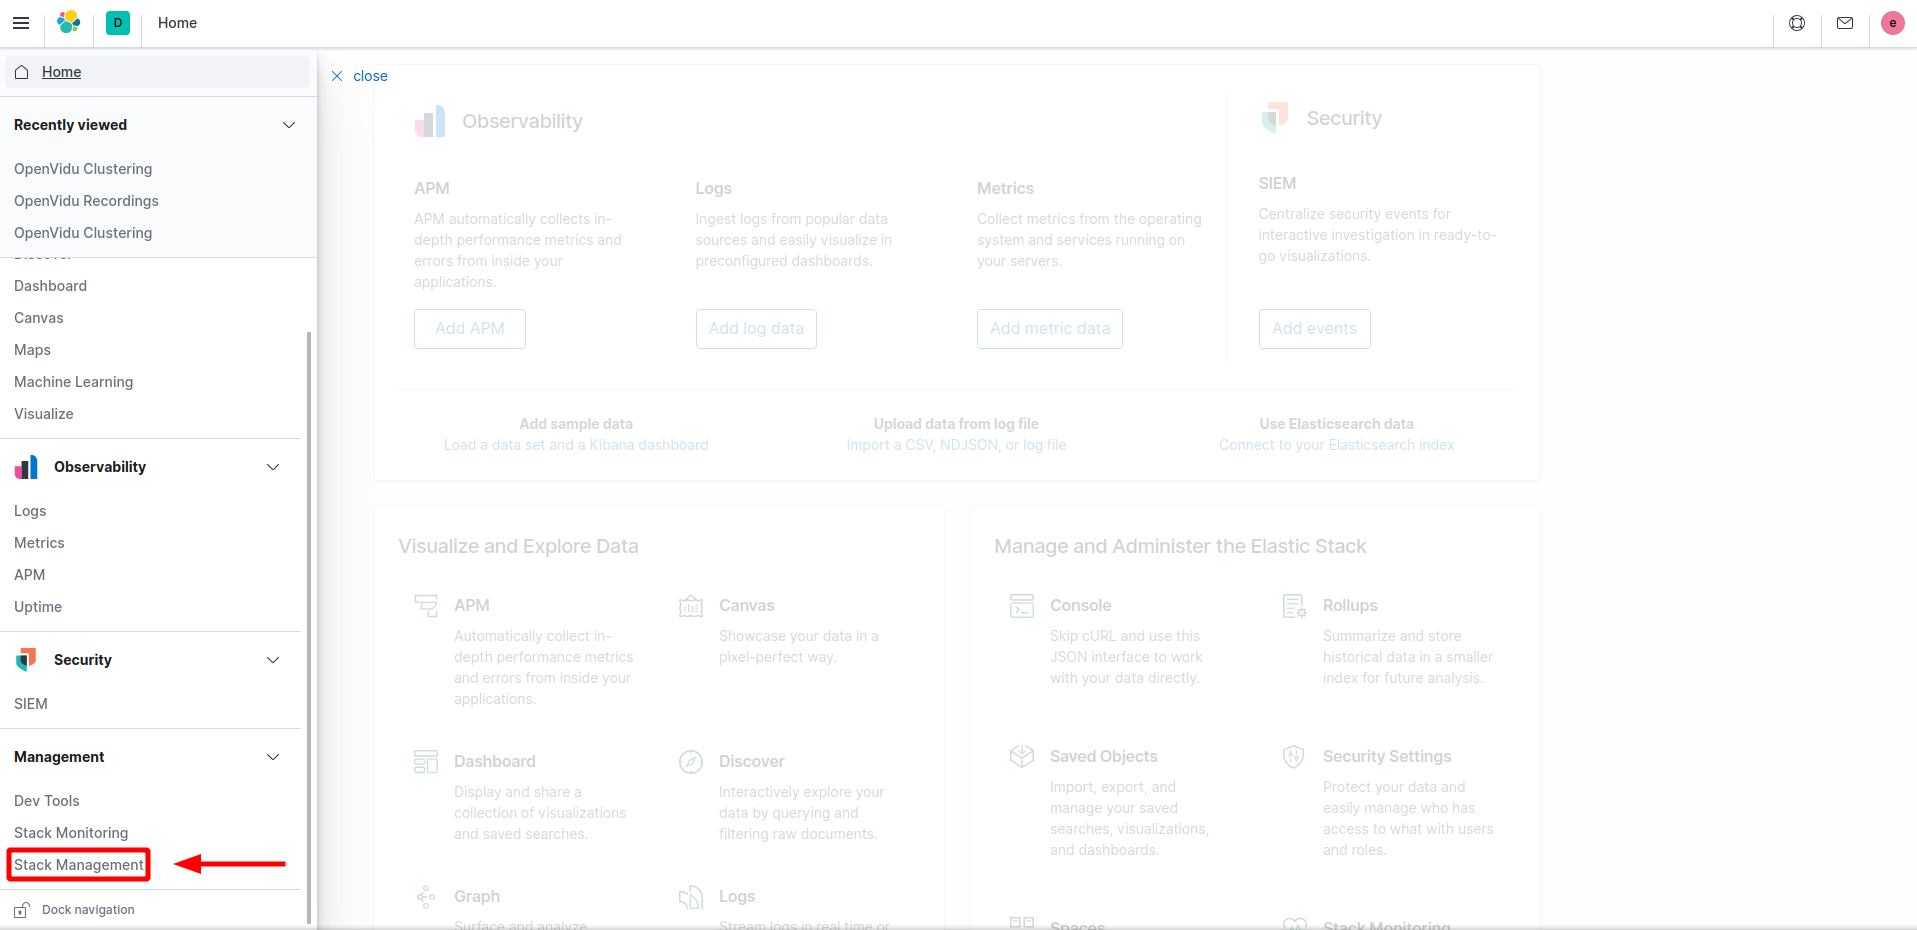 D
Home
e
Home
Recently viewed
OpenVidu Clustering
OpenVidu Recordings
OpenVidu Clustering
Discover
Dashboard
Canvas
Maps
Machine Learning
Visualize
Observability
Logs
Metrics
APM
Uptime
Security
SIEM
Management
Dev Tools
Stack Monitoring
Stack Management
Dock navigation
close
Observability
APM
APM automatically collects in-
depth performance metrics and
errors from inside your
applications.
Add APM
Logs
Ingest logs from popular data
sources and easily visualize in
preconfigured dashboards.
Add log data
Metrics
Collect metrics from the operating
system and services running on
your servers.
Add metric data
Security
SIEM
Centralize security events for
interactive investigation in ready-to-
go visualizations.
Add events
Add sample data
Load a data set and a Kibana dashboard
Upload data from log file
Import a CSV, NDJSON, or log file
Use Elasticsearch data
Connect to your Elasticsearch index
Visualize and Explore Data
APM
Automatically collect in-
depth performance metrics
and errors from inside your
applications.
Canvas
Showcase your data in a
pixel-perfect way.
Dashboard
Display and share a
collection of visualizations
and saved searches.
Discover
Interactively explore your
data by querying and
filtering raw documents.
Graph
Surface and analyze
Logs
Stream logs in real time or
Manage and Administer the Elastic Stack
Console
Skip cURL and use this
JSON interface to work
with your data directly.
Rollups
Summarize and store
historical data in a smaller
index for future analysis.
Saved Objects
Import, export, and
manage your saved
searches, visualizations,
and dashboards.
Security Settings
Protect your data and
easily manage who has
access to what with users
and roles.
Spaces
Stack Monitoring